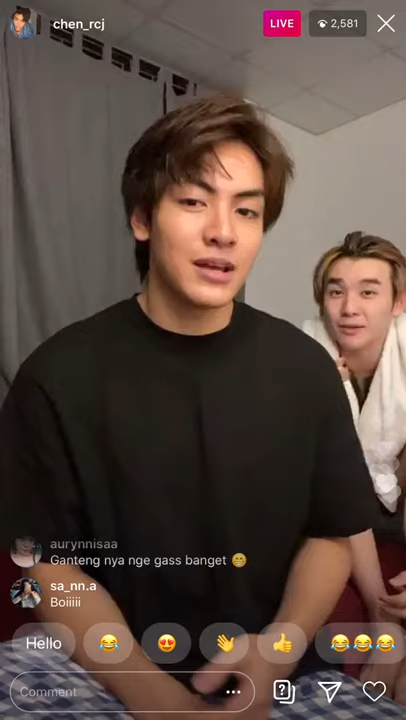 chen_rcj
LIVE
2,581
aurynnisaa
Ganteng nya nge gass banget 😁
sa_nn.a
Boiiiii
Hello 😂 😍 👋 👍 😂😂😂
Comment